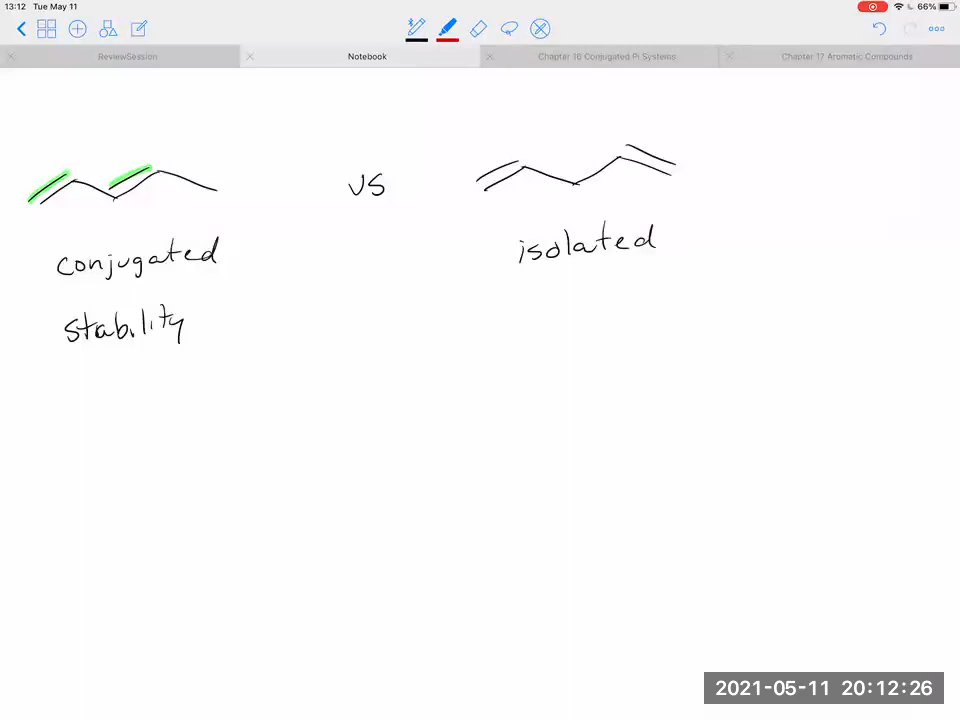 13:12 Tue May 11 66%
ReviewSession Notebook Chapter 16 Conjugated Pi Systems Chapter 17 Aromatic Compounds
vs
conjugated isolated
stability
2021-05-11 20:12:26